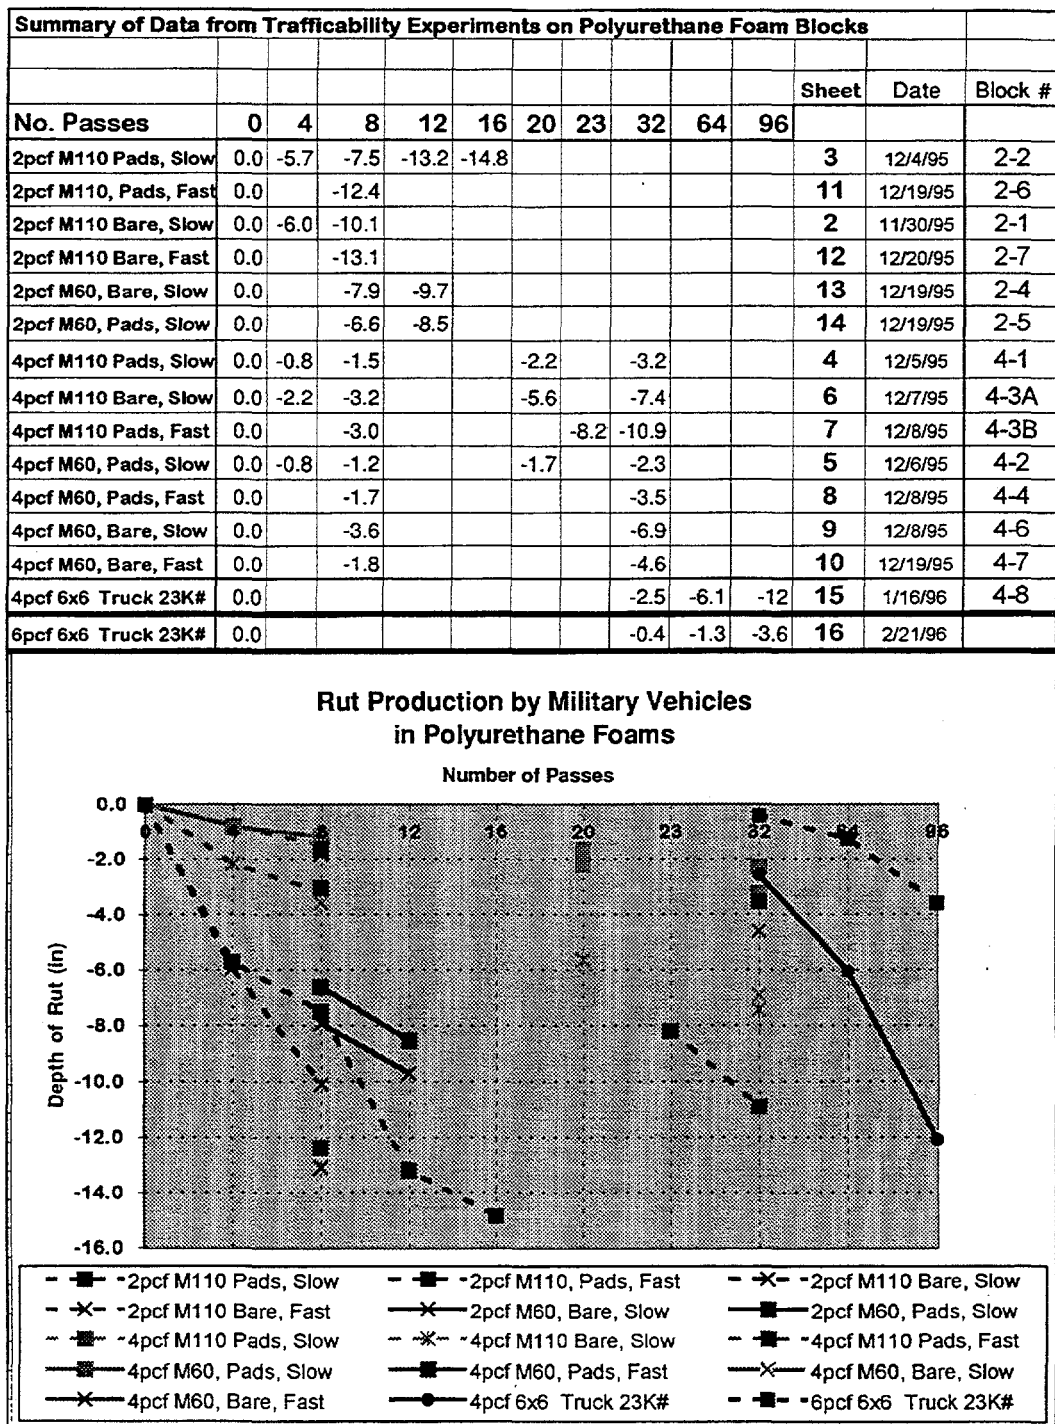 Summary of Data from Trafficability Experiments on Polyurethane Foam Blocks
Sheet Date Block #
No. Passes 0 4 8 12 16 20 23 32 64 96
2pcf M110 Pads, Slow 0.0 -5.7 -7.5 -13.2 -14.8 3 12/4/95 2-2
2pcf M110, Pads, Fast 0.0 -12.4 11 12/19/95 2-6
2pcf M110 Bare, Slow 0.0 -6.0 -10.1 2 11/30/95 2-1
2pcf M110 Bare, Fast 0.0 -13.1 12 12/20/95 2-7
2pcf M60, Bare, Slow 0.0 -7.9 -9.7 13 12/19/95 2-4
2pcf M60, Pads, Slow 0.0 -6.6 -8.5 14 12/19/95 2-5
4pcf M110 Pads, Slow 0.0 -0.8 -1.5 -2.2 -3.2 4 12/5/95 4-1
4pcf M110 Bare, Slow 0.0 -2.2 -3.2 -5.6 -7.4 6 12/7/95 4-3A
4pcf M110 Pads, Fast 0.0 -3.0 -8.2 -10.9 7 12/8/95 4-3B
4pcf M60, Pads, Slow 0.0 -0.8 -1.2 -1.7 -2.3 5 12/6/95 4-2
4pcf M60, Pads, Fast 0.0 -1.7 -3.5 8 12/8/95 4-4
4pcf M60, Bare, Slow 0.0 -3.6 -6.9 9 12/8/95 4-6
4pcf M60, Bare, Fast 0.0 -1.8 -4.6 10 12/19/95 4-7
4pcf 6x6 Truck 23K# 0.0 -2.5 -6.1 -12 15 1/16/96 4-8
6pcf 6x6 Truck 23K# 0.0 -0.4 -1.3 -3.6 16 2/21/96
Rut Production by Military Vehicles
in Polyurethane Foams
Number of Passes
0.0
0 4 8 12 16 20 23 32 64 96
-2.0
-4.0
-6.0
-8.0
-10.0
-12.0
-14.0
-16.0
Depth of Rut (in)
2pcf M110 Pads, Slow 2pcf M110, Pads, Fast 2pcf M110 Bare, Slow
2pcf M110 Bare, Fast 2pcf M60, Bare, Slow 2pcf M60, Pads, Slow
4pcf M110 Pads, Slow 4pcf M110 Bare, Slow 4pcf M110 Pads, Fast
4pcf M60, Pads, Slow 4pcf M60, Pads, Fast 4pcf M60, Bare, Slow
4pcf M60, Bare, Fast 4pcf 6x6 Truck 23K# 6pcf 6x6 Truck 23K#